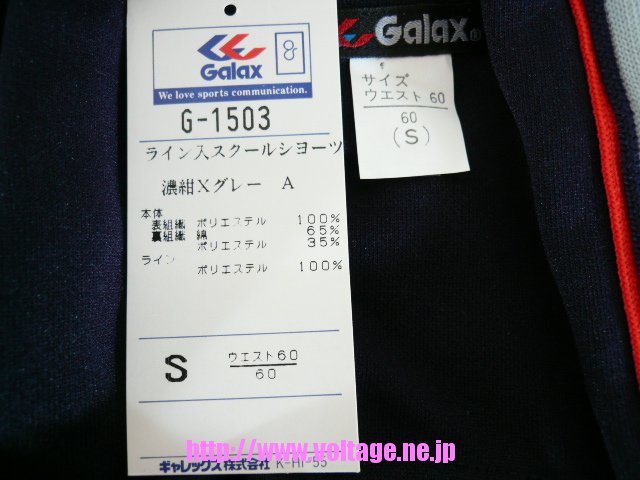 Galax
We love sports communication.
G-1503
ライン入スクールショーツ
濃紺Xグレー A
本体
表組織 ポリエステル 100%
裏組織 綿 65%
ポリエステル 35%
ライン ポリエステル 100%
S ウエスト60
60
ギャレックス株式会社 K-HI-55
Galax®
サイズ
ウエスト 60
60
(S)
http://www.voltage.ne.jp